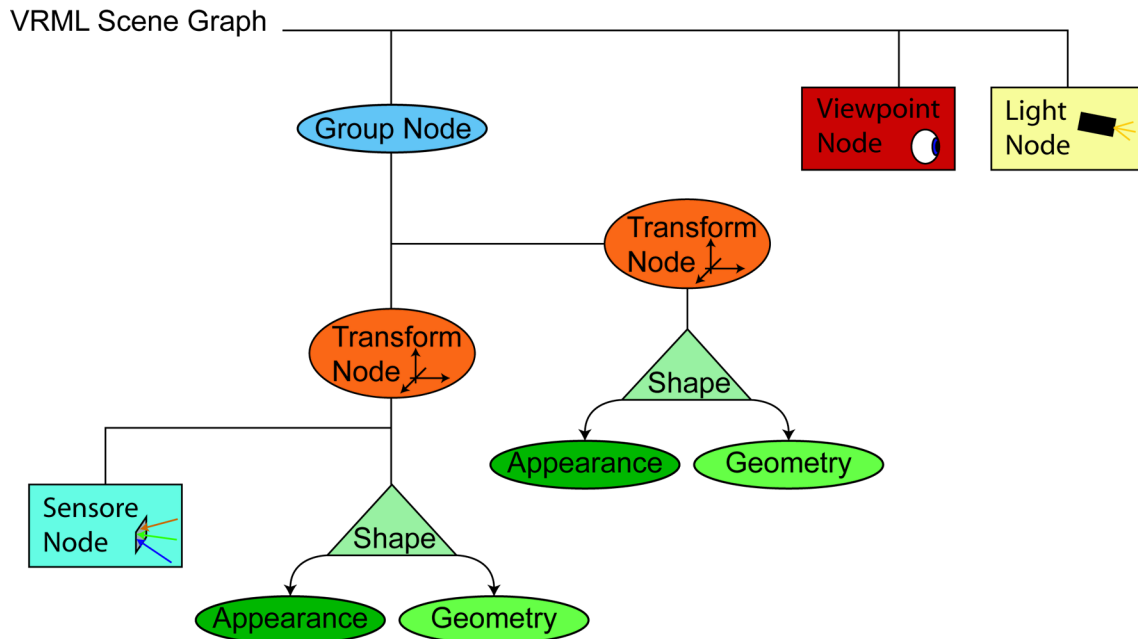 VRML Scene Graph
Group Node
Viewpoint
Node
Light
Node
Transform
Node
Transform
Node
Shape
Appearance
Geometry
Sensore
Node
Shape
Appearance
Geometry